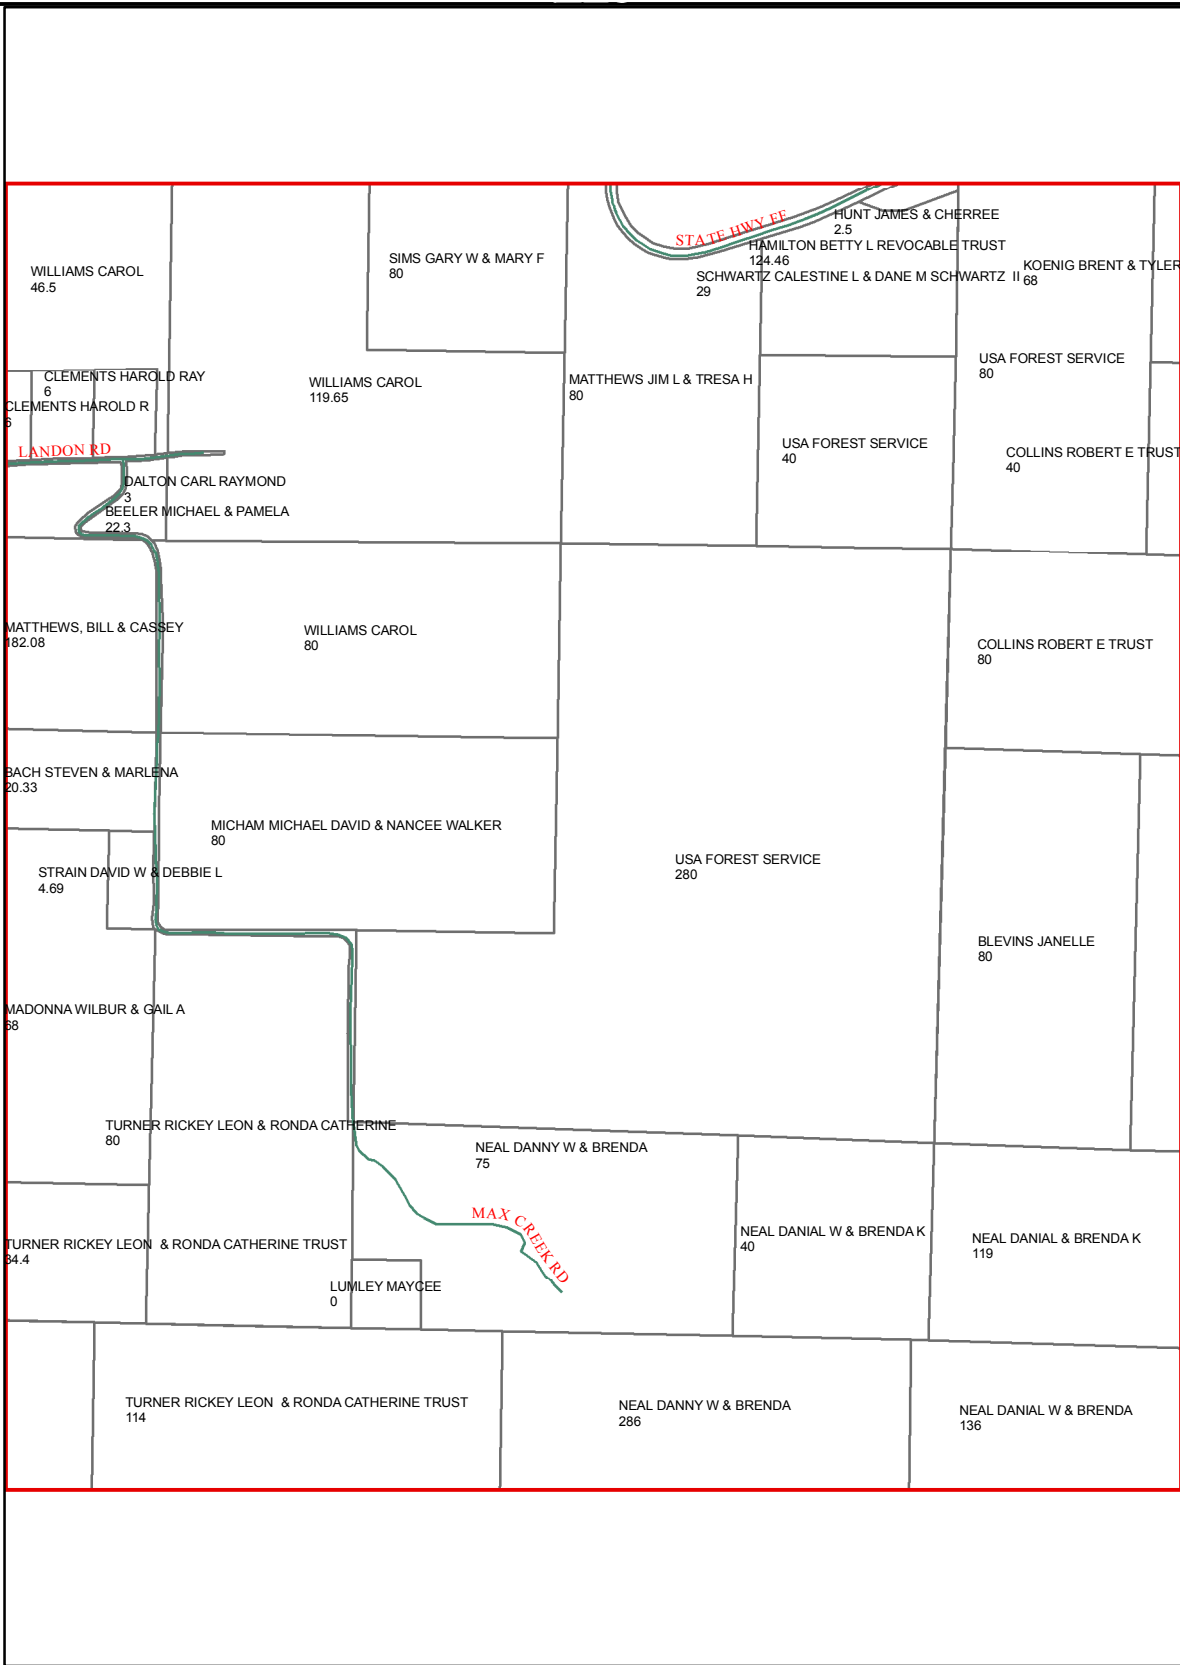 STATE HWY EE
HUNT JAMES & CHERREE
2.5
HAMILTON BETTY L REVOCABLE TRUST
124.46
SIMS GARY W & MARY F
80
WILLIAMS CAROL
46.5
KOENIG BRENT & TYLER
68
SCHWARTZ CALESTINE L & DANE M SCHWARTZ II
29
USA FOREST SERVICE
80
CLEMENTS HAROLD RAY
6
WILLIAMS CAROL
119.65
MATTHEWS JIM L & TRESA H
80
CLEMENTS HAROLD R
6
USA FOREST SERVICE
40
LANDON RD
COLLINS ROBERT E TRUST
40
DALTON CARL RAYMOND
3
BEELER MICHAEL & PAMELA
22.3
MATTHEWS, BILL & CASSEY
182.08
WILLIAMS CAROL
80
COLLINS ROBERT E TRUST
80
BACH STEVEN & MARLENA
20.33
MICHAM MICHAEL DAVID & NANCEE WALKER
80
USA FOREST SERVICE
280
STRAIN DAVID W & DEBBIE L
4.69
BLEVINS JANELLE
80
MADONNA WILBUR & GAIL A
68
TURNER RICKEY LEON & RONDA CATHERINE
80
NEAL DANNY W & BRENDA
75
MAX CREEK RD
NEAL DANIAL W & BRENDA K
40
NEAL DANIAL & BRENDA K
119
TURNER RICKEY LEON & RONDA CATHERINE TRUST
34.4
LUMLEY MAYCEE
0
TURNER RICKEY LEON & RONDA CATHERINE TRUST
114
NEAL DANNY W & BRENDA
286
NEAL DANIAL W & BRENDA
136